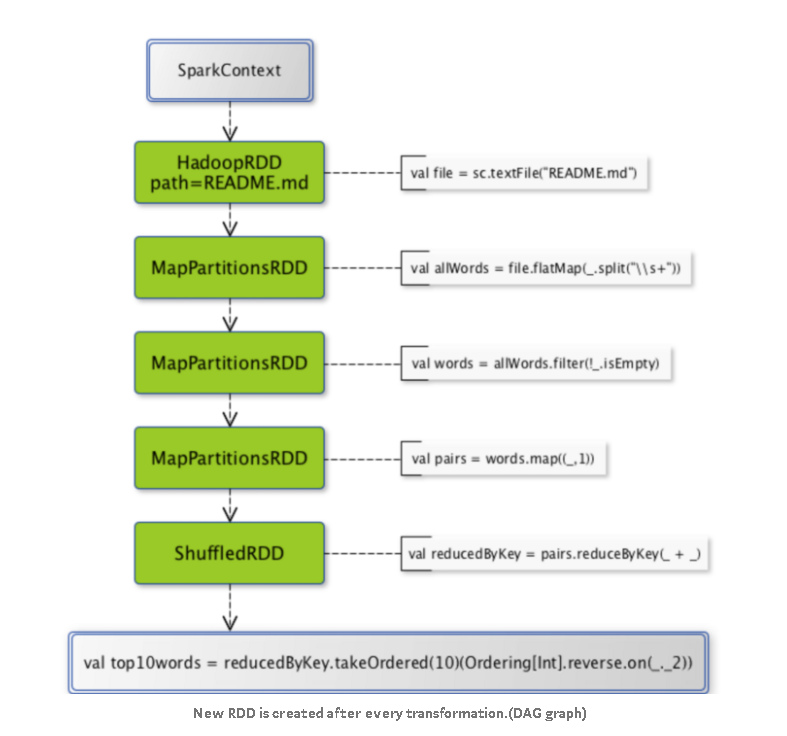 SparkContext
HadoopRDD
path=README.md
val file = sc.textFile("README.md")
MapPartitionsRDD
val allWords = file.flatMap(_.split("\\s+"))
MapPartitionsRDD
val words = allWords.filter(!_.isEmpty)
MapPartitionsRDD
val pairs = words.map((_,1))
ShuffledRDD
val reducedByKey = pairs.reduceByKey(_ + _)
val top10words = reducedByKey.takeOrdered(10)(Ordering[Int].reverse.on(_._2))
New RDD is created after every transformation.(DAG graph)